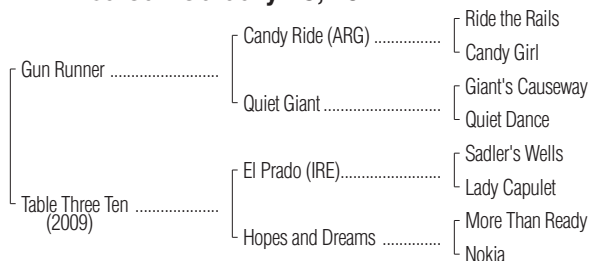 Gun Runner
Candy Ride (ARG)
Ride the Rails
Candy Girl
Quiet Giant
Giant's Causeway
Quiet Dance
Table Three Ten
(2009)
El Prado (IRE)
Sadler's Wells
Lady Capulet
Hopes and Dreams
More Than Ready
Nokia